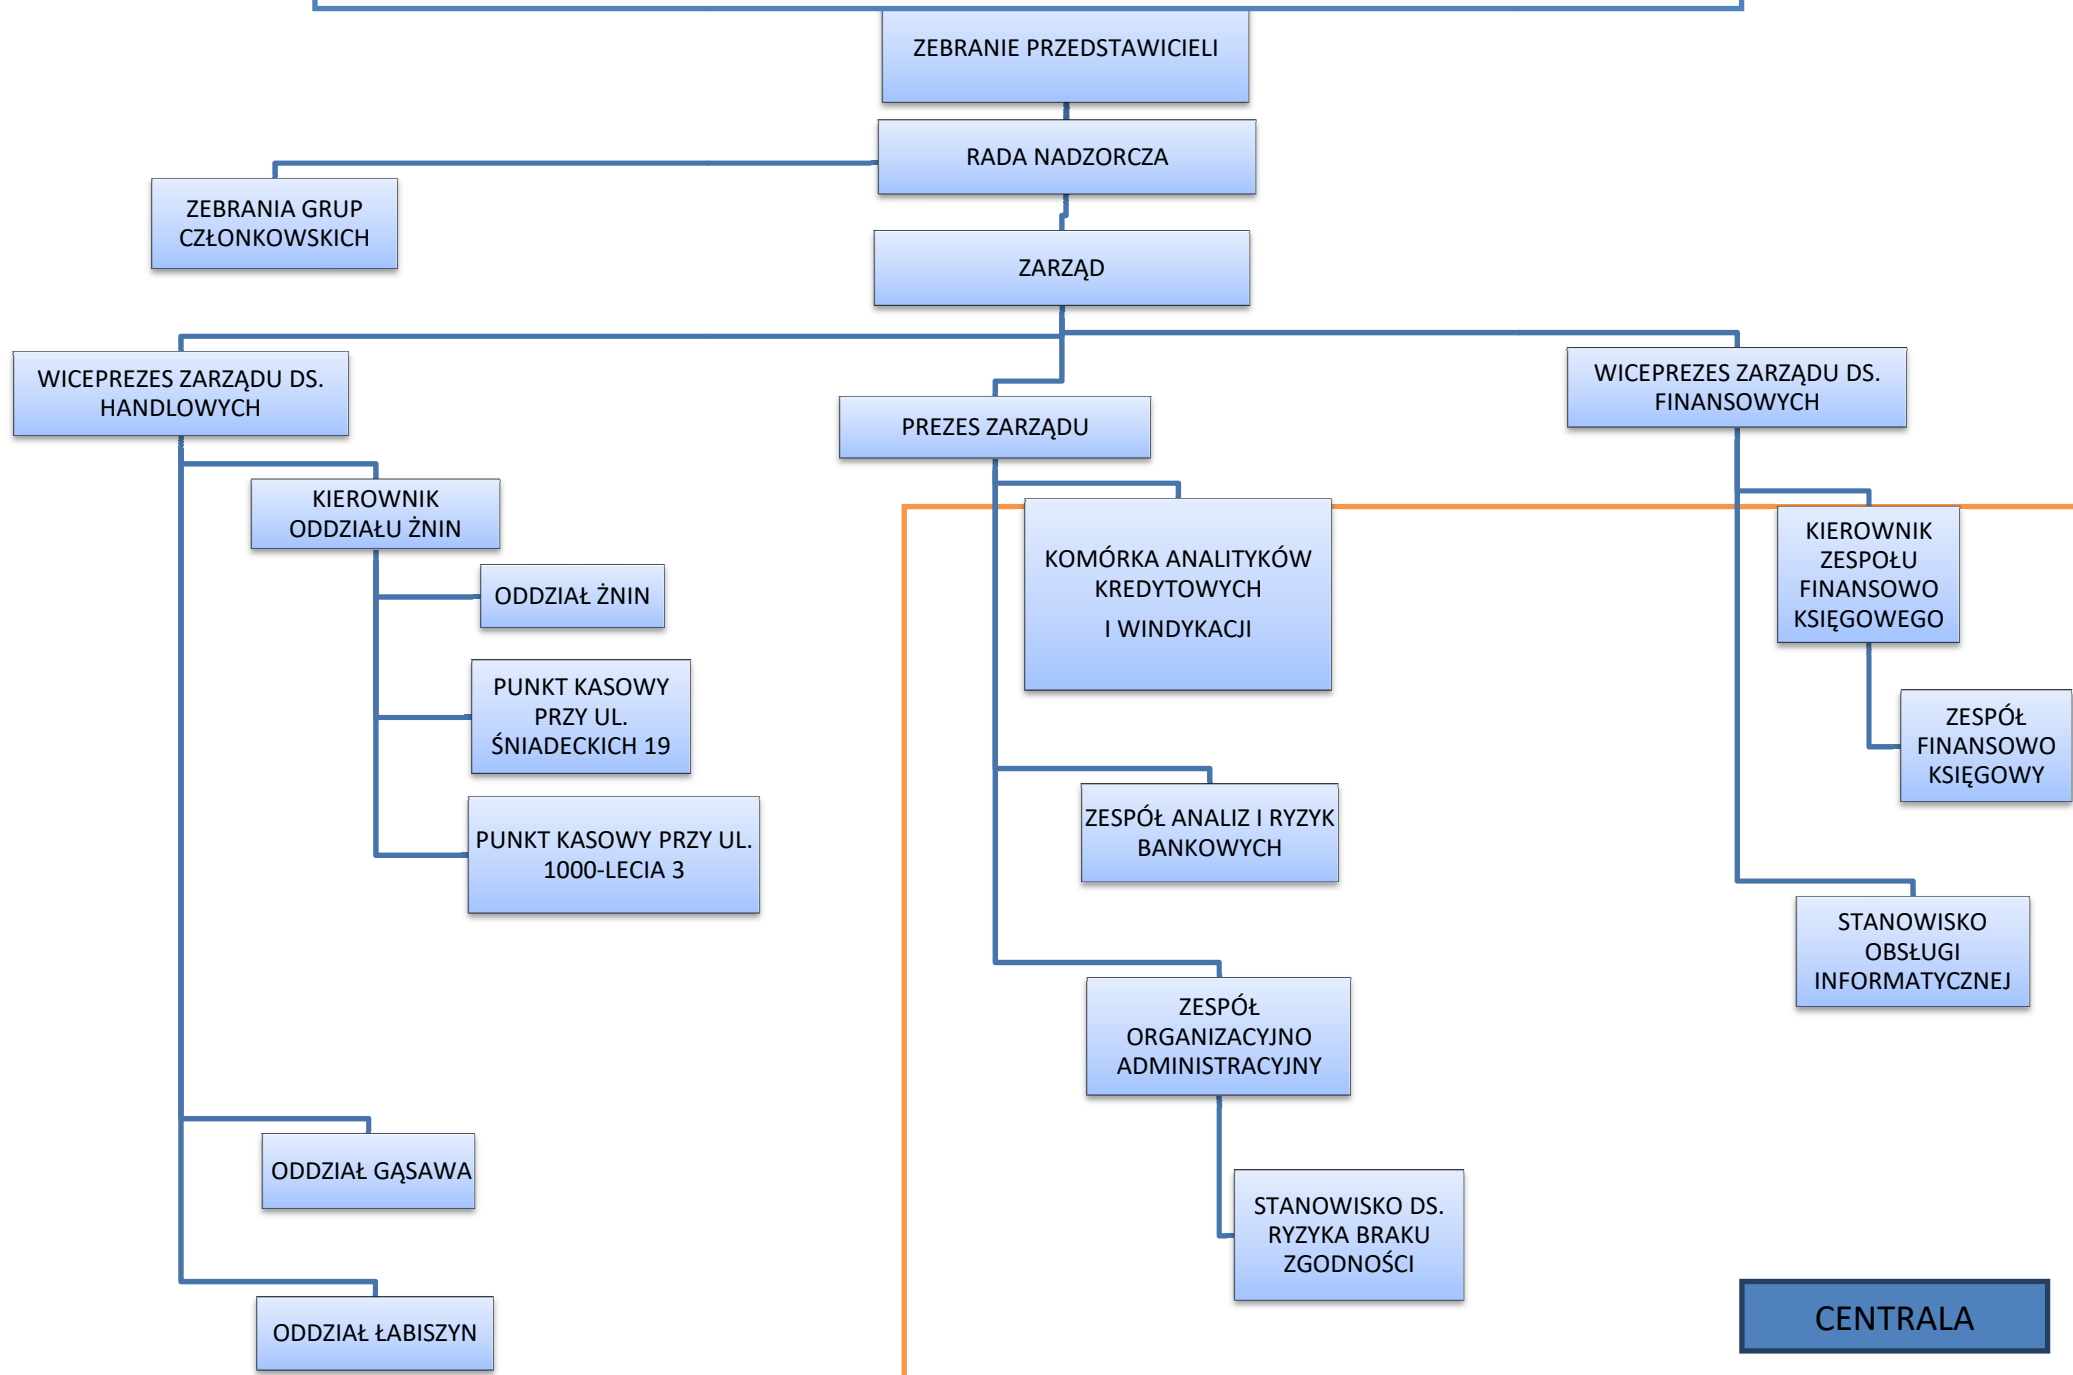 ZEBRANIE PRZEDSTAWICIELI
RADA NADZORCZA
ZEBRANIA GRUP
CZŁONKOWSKICH
ZARZĄD
WICEPREZES ZARZĄDU DS.
HANDLOWYCH
PREZES ZARZĄDU
WICEPREZES ZARZĄDU DS.
FINANSOWYCH
KIEROWNIK
ODDZIAŁU ŻNIN
ODDZIAŁ ŻNIN
PUNKT KASOWY
PRZY UL.
ŚNIADECKICH 19
PUNKT KASOWY PRZY UL.
1000-LECIA 3
ODDZIAŁ GĄSAWA
ODDZIAŁ ŁABISZYN
KOMÓRKA ANALITYKÓW
KREDYTOWYCH
I WINDYKACJI
ZESPÓŁ ANALIZ I RYZYK
BANKOWYCH
ZESPÓŁ
ORGANIZACYJNO
ADMINISTRACYJNY
STANOWISKO DS.
RYZYKA BRAKU
ZGODNOŚCI
KIEROWNIK
ZESPOŁU
FINANSOWO
KSIĘGOWEGO
ZESPÓŁ
FINANSOWO
KSIĘGOWY
STANOWISKO
OBSŁUGI
INFORMATYCZNEJ
CENTRALA